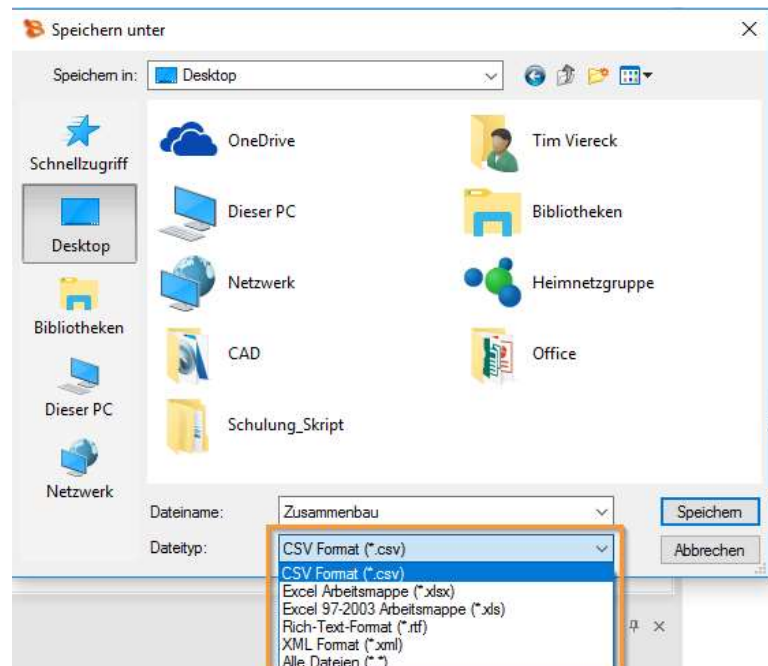 Speichern unter
Speichern in: Desktop
Schnellzugriff
Desktop
Bibliotheken
Dieser PC
Netzwerk
OneDrive Tim Viereck
Dieser PC Bibliotheken
Netzwerk Heimnetzgruppe
CAD Office
Schulung_Skript
Dateiname: Zusammenbau Speichern
Dateityp: CSV Format (*.csv) Abbrechen
CSV Format (*.csv)
Excel Arbeitsmappe (*.xlsx)
Excel 97-2003 Arbeitsmappe (*.xls)
Rich-Text-Format (*.rtf)
XML Format (*.xml)
Alle Dateien (*.*)